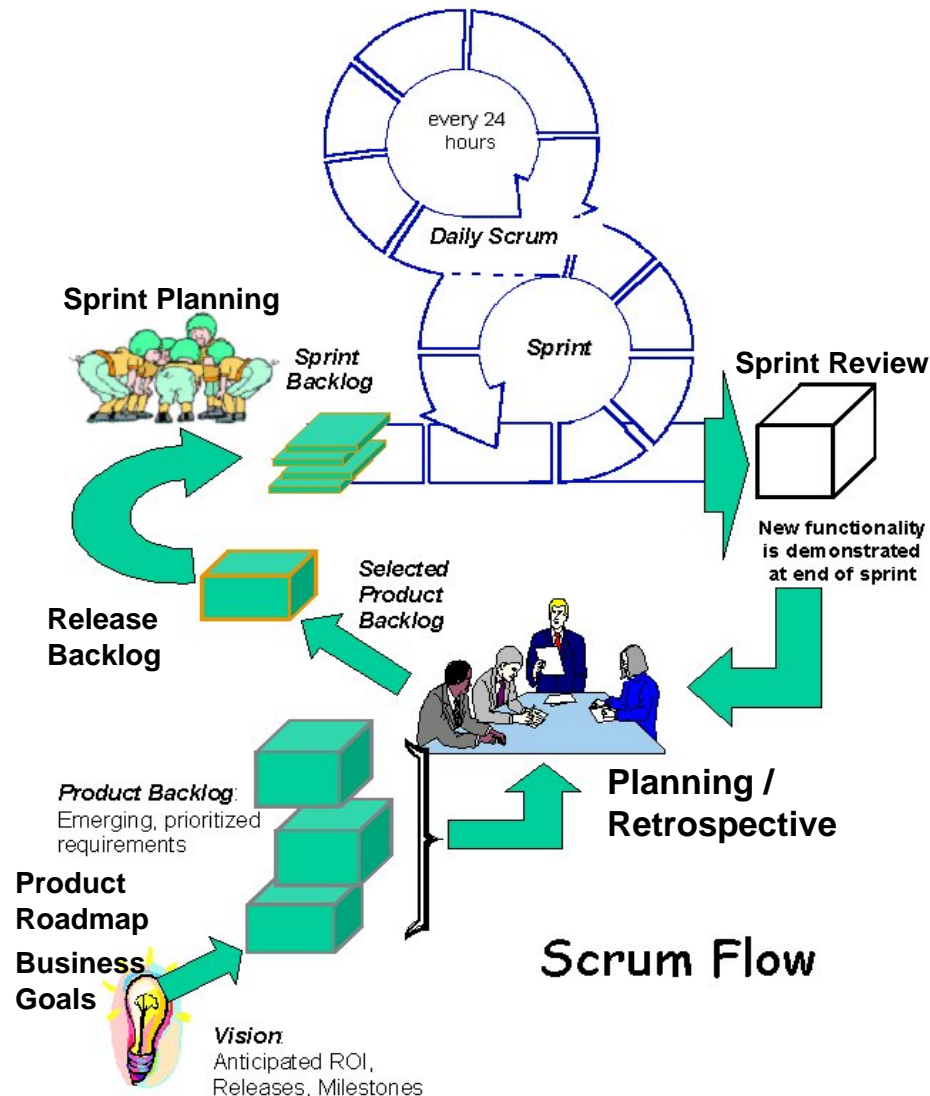 every 24
hours
Daily Scrum
Sprint Planning
Sprint
Backlog
Sprint
Sprint Review
New functionality
is demonstrated
at end of sprint
Selected
Product
Backlog
Release
Backlog
Planning /
Retrospective
Product Backlog:
Emerging, prioritized
requirements
Product
Roadmap
Business
Goals
Scrum Flow
Vision:
Anticipated ROI,
Releases, Milestones